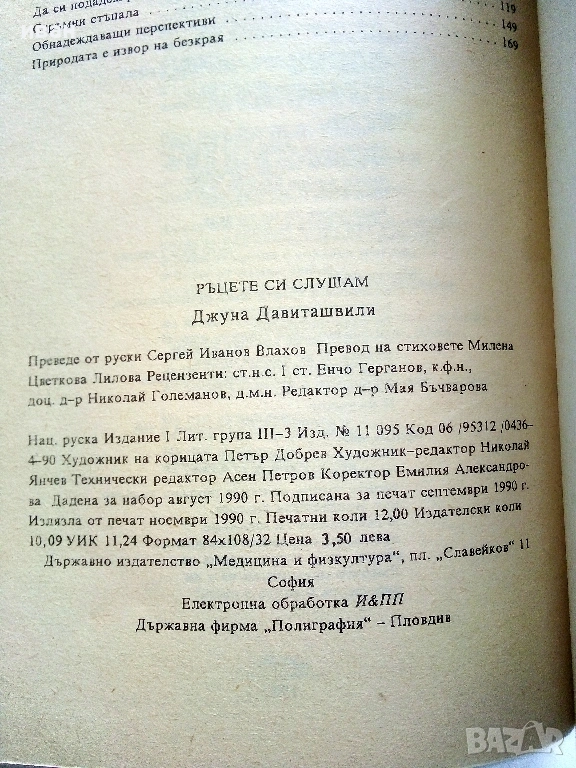 Да си подадем 119
стъпала 149
Обнадеждаващи перспективи 169
Природата е извор на безкрая
РЪЦЕТЕ СИ СЛУШАМ
Джуна Давиташвили
Преведе от руски Сергей Иванов Влахов Превод на стиховете Милена
Цветкова Лилова Рецензенти: ст.н.с. I ст. Енчо Герганов, к.ф.н.,
доц. д-р Николай Големанов, д.м.н. Редактор д-р Мая Бъчварова
Нац. руска Издание I Лит. група III-3 Изд. № 11 095 Код 06 /95312 /0436-
4-90 Художник на корицата Петър Добрев Художник-редактор Николай
Янчев Технически редактор Асен Петров Коректор Емилия Александро-
ва Дадена за набор август 1990 г. Подписана за печат септември 1990 г.
Излязла от печат ноември 1990 г. Печатни коли 12,00 Издателски коли
10,09 УИК 11,24 Формат 84х108/32 Цена 3,50 лева
Държавно издателство „Медицина и физкултура“, пл. „Славейков“ 11
София
Електропна обработка И&ПП
Държавна фирма „Полиграфия“ - Пловдив
BAZAR